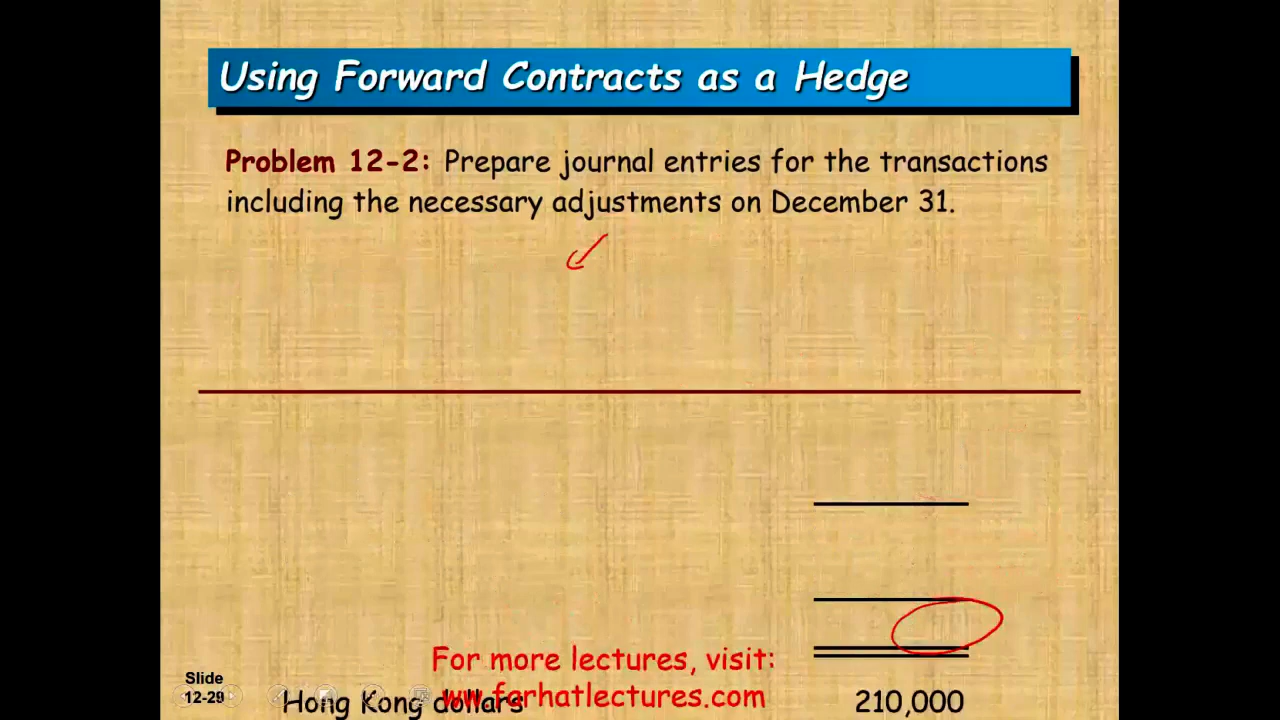 Using Forward Contracts as a Hedge
Problem 12-2: Prepare journal entries for the transactions
including the necessary adjustments on December 31.
For more lectures, visit:
ww.farhatlectures.com
Slide
12-29
Hong Kong dollars 210,000